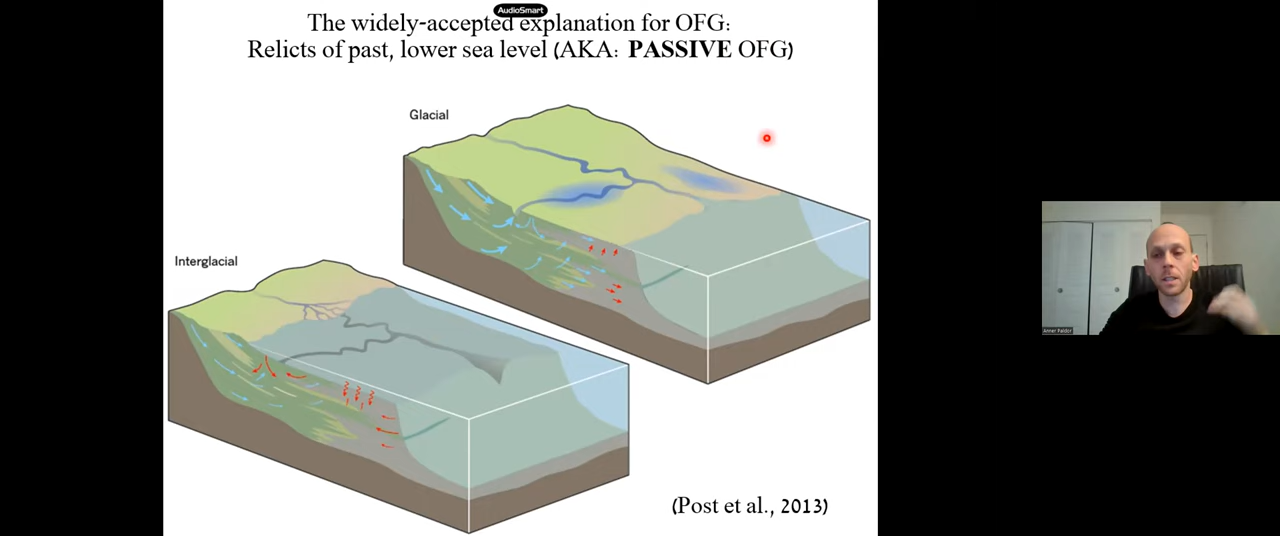 AudioSmart
The widely-accepted explanation for OFG:
Relicts of past, lower sea level (AKA: PASSIVE OFG)
Glacial
Interglacial
(Post et al., 2013)